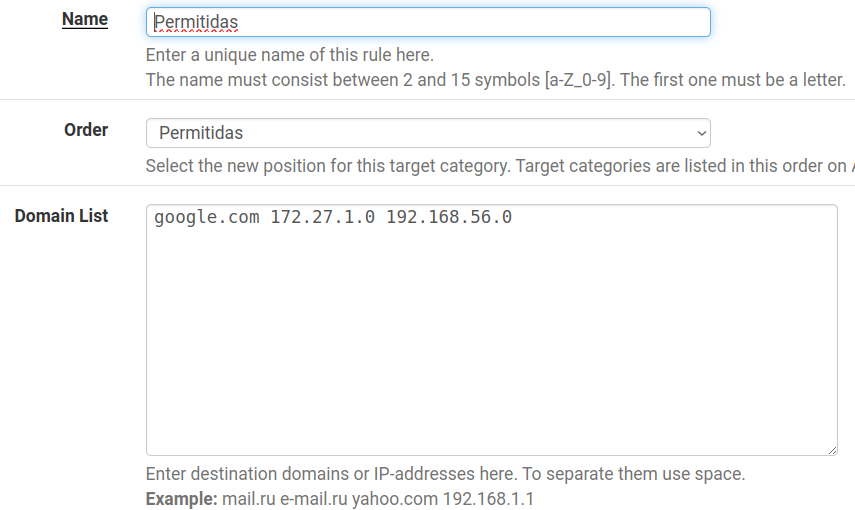 Name
Permitidas
Enter a unique name of this rule here.
The name must consist between 2 and 15 symbols [a-Z_0-9]. The first one must be a letter.
Order
Permitidas
Select the new position for this target category. Target categories are listed in this order on
Domain List
google.com 172.27.1.0 192.168.56.0
Enter destination domains or IP-addresses here. To separate them use space.
Example: mail.ru e-mail.ru yahoo.com 192.168.1.1